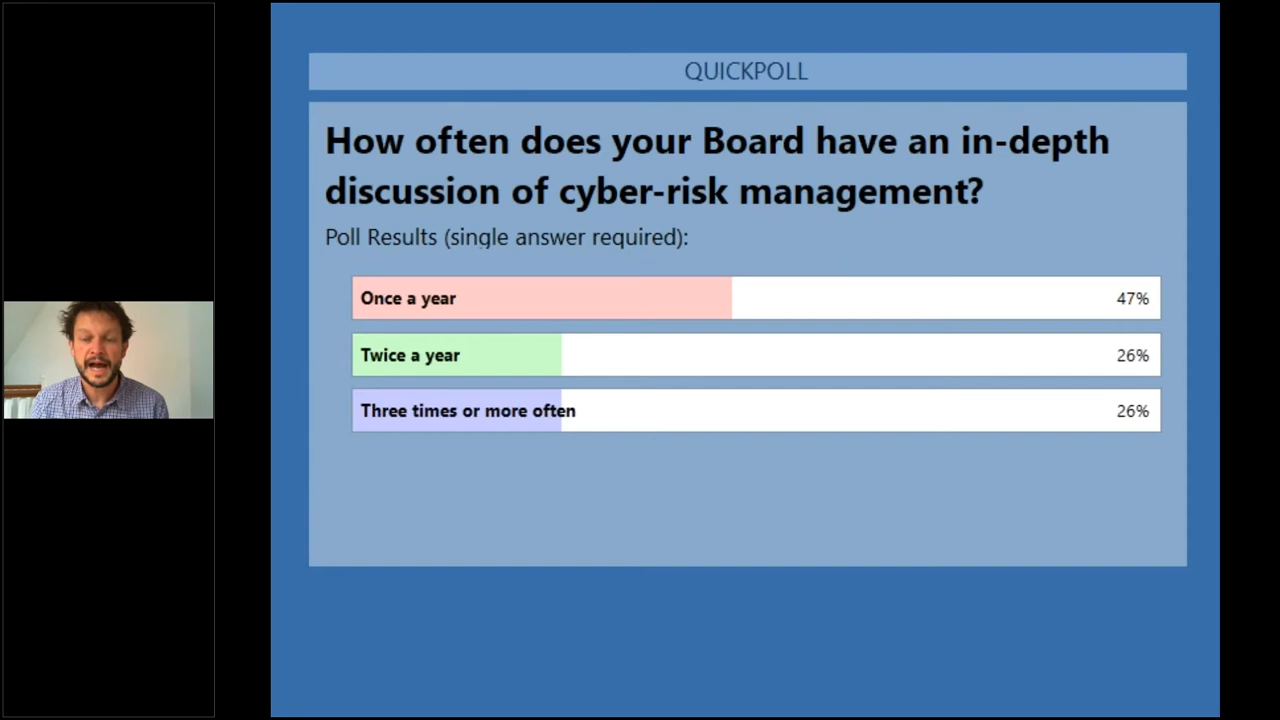 QUICKPOLL
How often does your Board have an in-depth
discussion of cyber-risk management?
Poll Results (single answer required):
Once a year 47%
Twice a year 26%
Three times or more often 26%